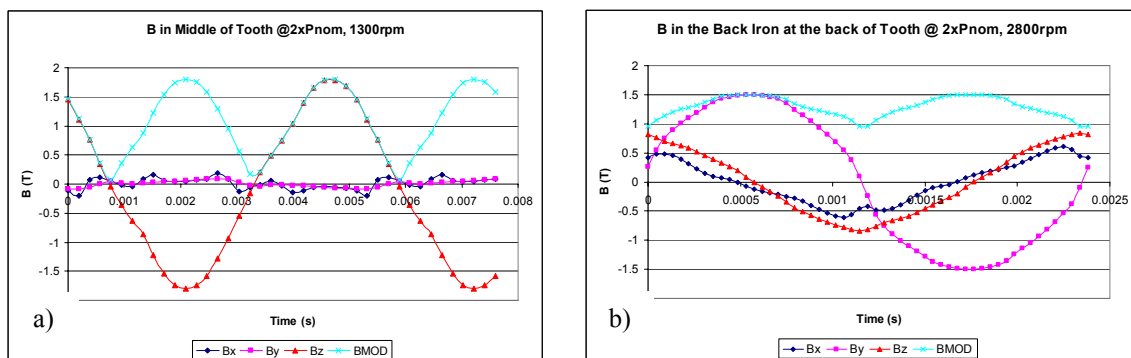 B in Middle of Tooth @2xPnom, 1300rpm
2
1.5
1
0.5
0
-0.5
-1
-1.5
-2
B (T)
0 0.001 0.002 0.003 0.004 0.005 0.006 0.007 0.008
Time (s)
Bx By Bz BMOD
a)
B in the Back Iron at the back of Tooth @ 2xPnom, 2800rpm
2
1.5
1
0.5
0
-0.5
-1
-1.5
-2
B (T)
0 0.0005 0.001 0.0015 0.002 0.0025
Time (s)
Bx By Bz BMOD
b)